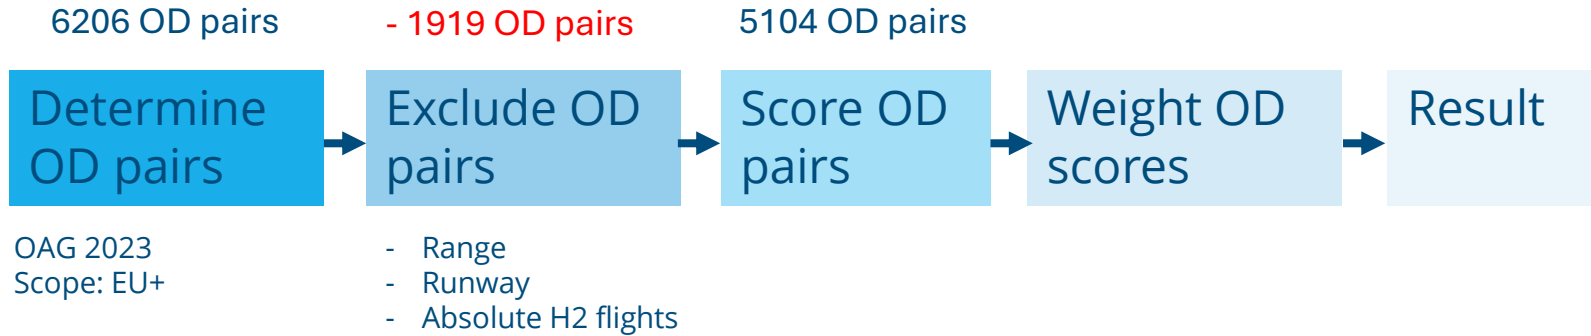 6206 OD pairs
- 1919 OD pairs
5104 OD pairs
Determine
OD pairs
Exclude OD
pairs
Score OD
pairs
Weight OD
scores
Result
OAG 2023
Scope: EU+
- Range
- Runway
- Absolute H2 flights